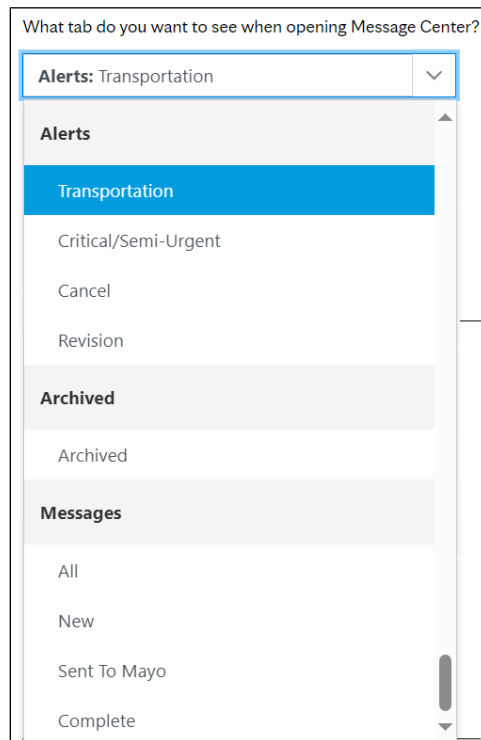 What tab do you want to see when opening Message Center?
Alerts: Transportation
Alerts
Transportation
Critical/Semi-Urgent
Cancel
Revision
Archived
Archived
Messages
All
New
Sent To Mayo
Complete